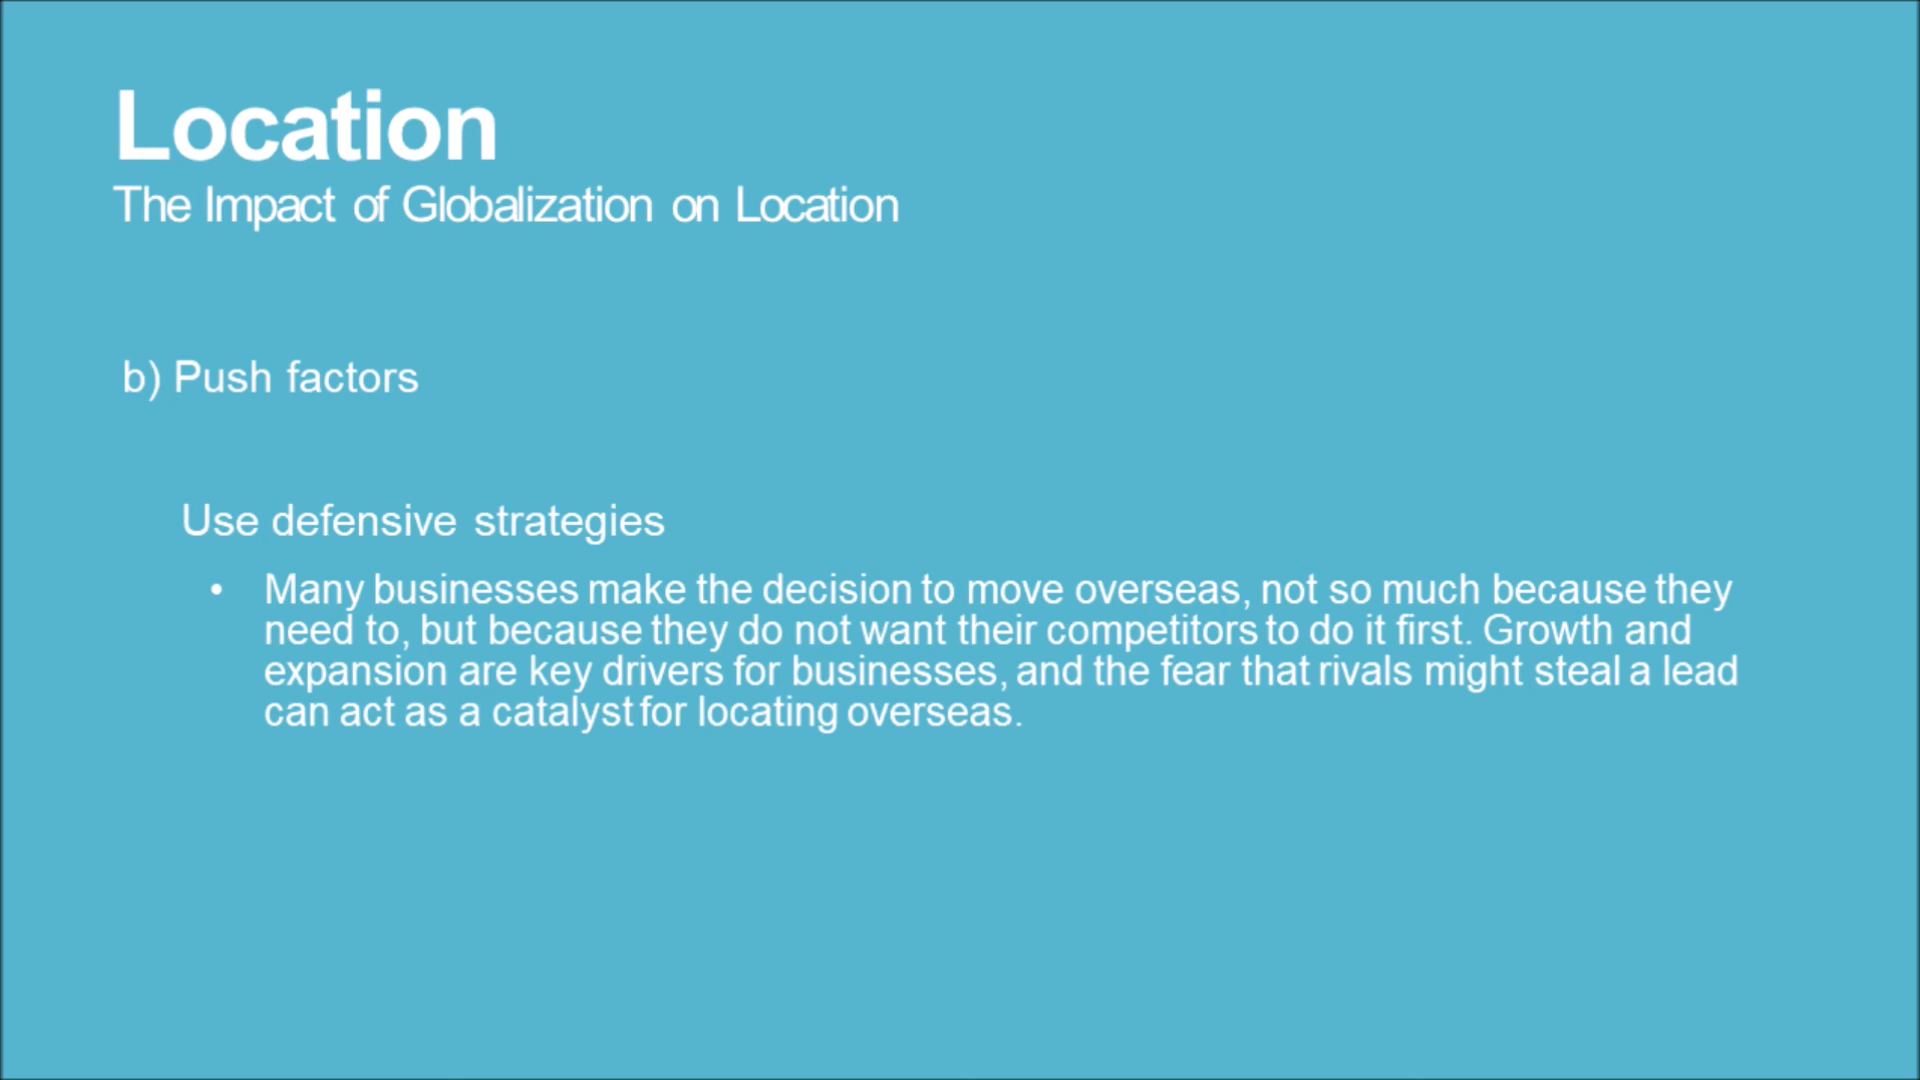 Location
The Impact of Globalization on Location
b) Push factors
Use defensive strategies
• Many businesses make the decision to move overseas, not so much because they
need to, but because they do not want their competitors to do it first. Growth and
expansion are key drivers for businesses, and the fear that rivals might steal a lead
can act as a catalyst for locating overseas.